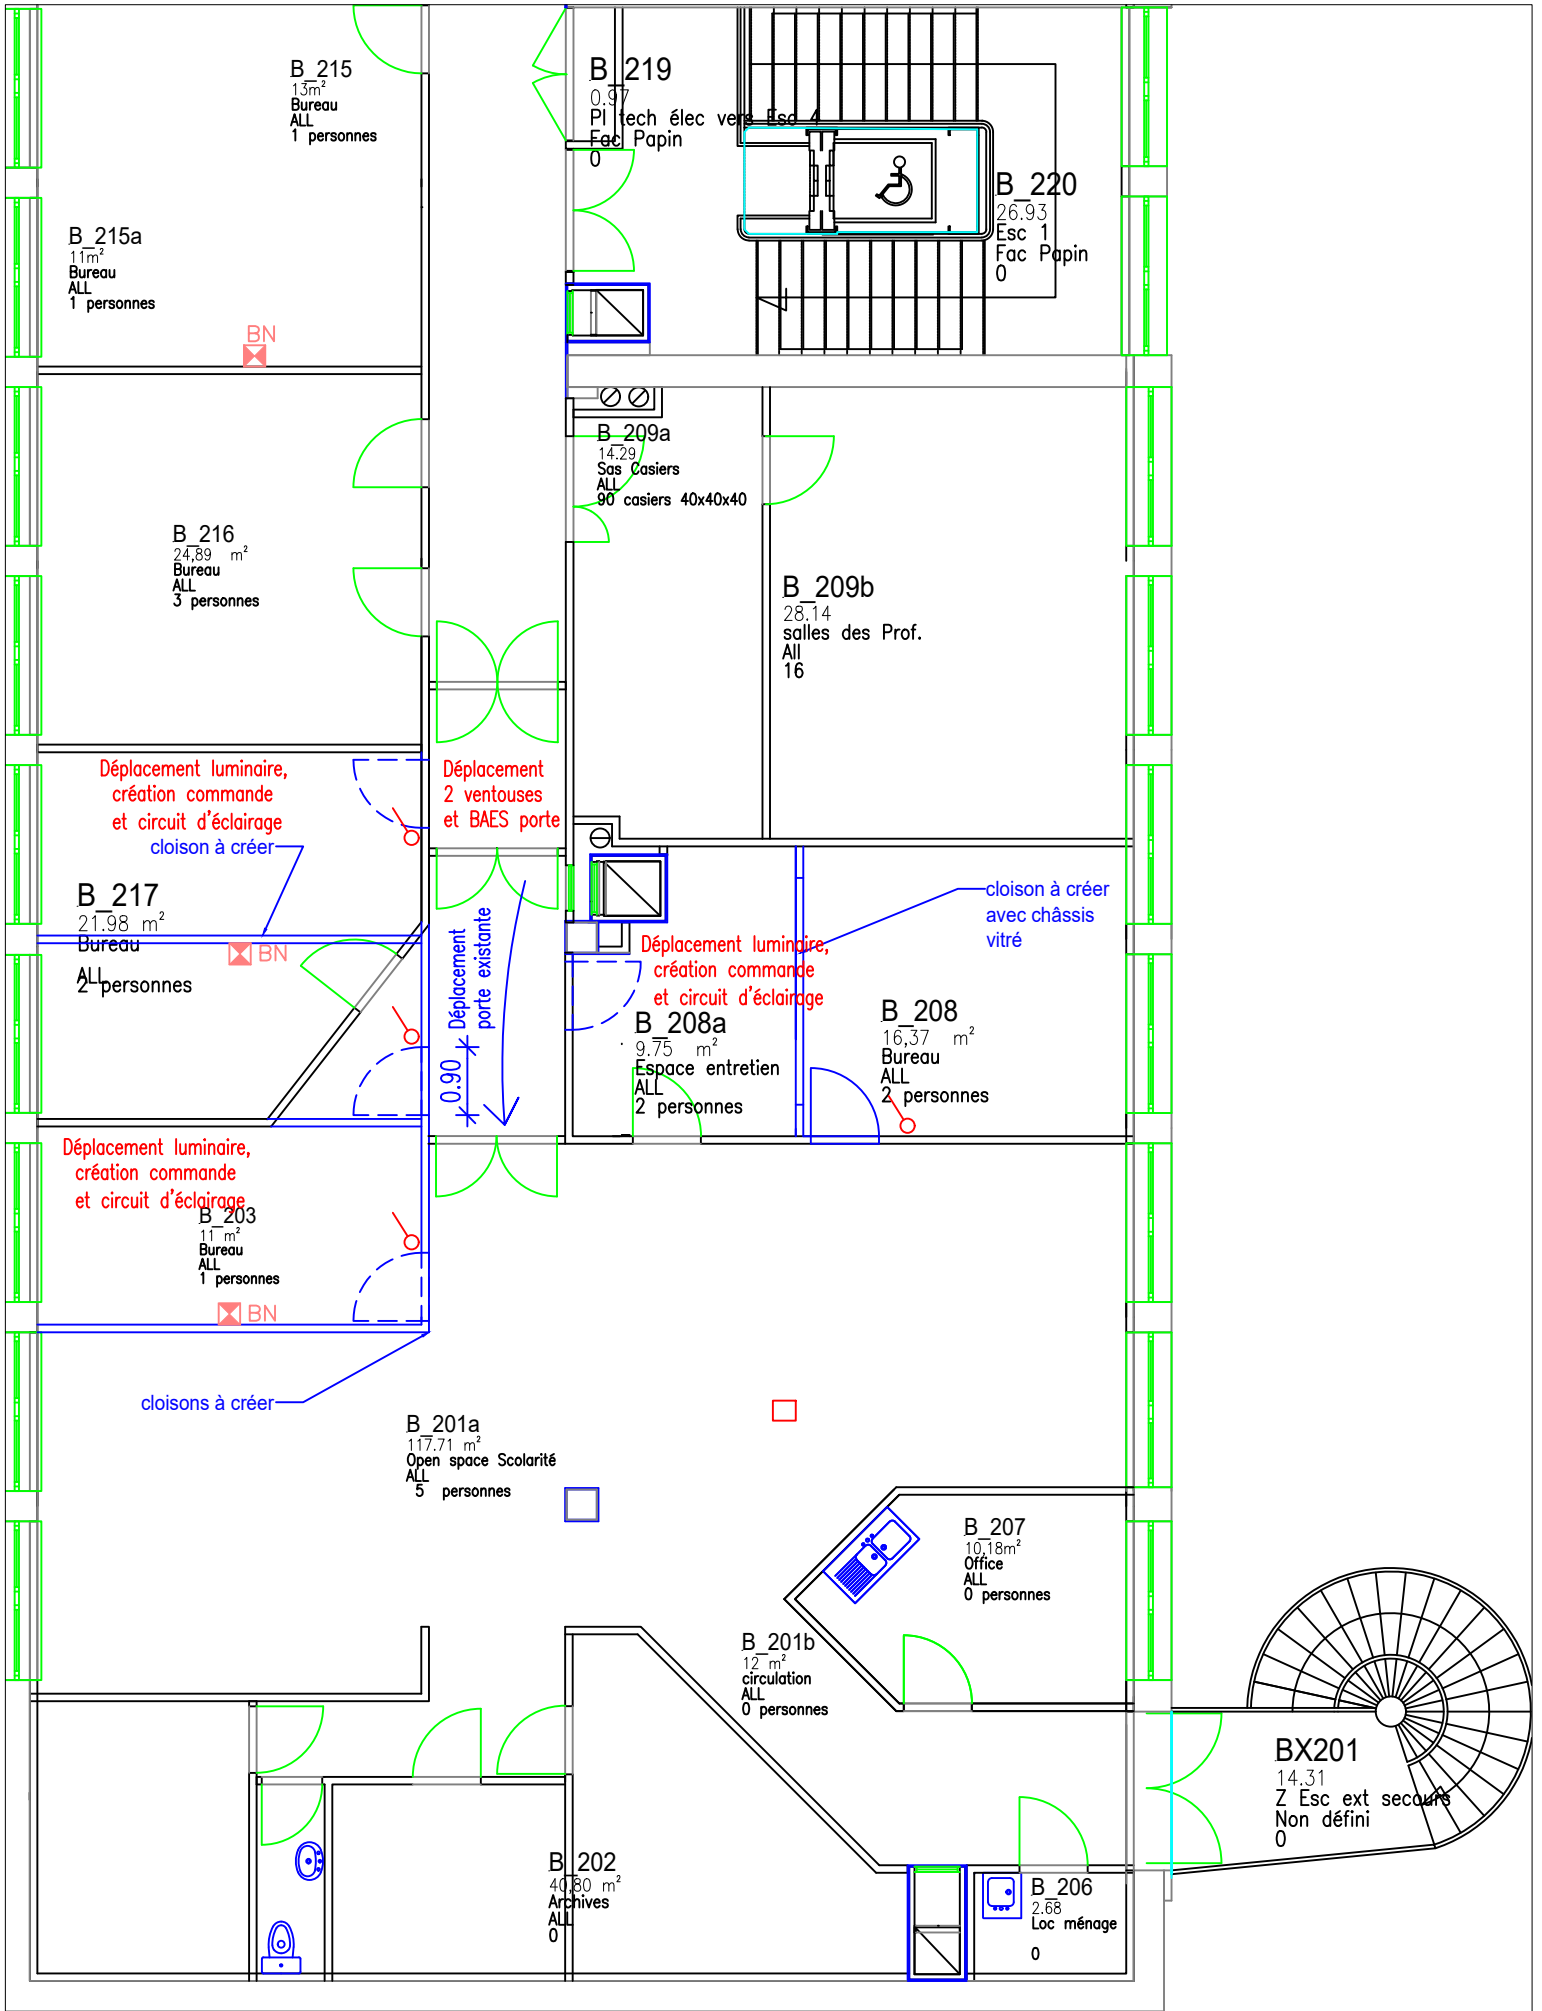 B_215
13m²
Bureau
ALL
1 personnes
B_219
0.97
Pl tech élec vers Esc 4
Fac Papin
0
B_220
26.93
Esc 1
Fac Papin
0
B_215a
11m²
Bureau
ALL
1 personnes
BN
B_209a
14.29
Sas Casiers
ALL
90 casiers 40x40x40
B_216
24,89 m²
Bureau
ALL
3 personnes
B_209b
28.14
salles des Prof.
All
16
Déplacement luminaire,
création commande
et circuit d'éclairage
cloison à créer
Déplacement
2 ventouses
et BAES porte
B_217
21.98 m²
Bureau
ALL
2 personnes
BN
Déplacement
porte existante
0.90
cloison à créer
avec châssis
vitré
Déplacement luminaire,
création commande
et circuit d'éclairage
B_208a
9.75 m²
Espace entretien
ALL
2 personnes
B_208
16,37 m²
Bureau
ALL
2 personnes
Déplacement luminaire,
création commande
et circuit d'éclairage
B_203
11 m²
Bureau
ALL
1 personnes
BN
cloisons à créer
B_201a
117.71 m²
Open space Scolarité
ALL
5 personnes
B_207
10,18m²
Office
ALL
0 personnes
B_201b
12 m²
circulation
ALL
0 personnes
BX201
14.31
Z Esc ext secours
Non défini
0
B_202
40,80 m²
Archives
ALL
0
B_206
2.68
Loc ménage
0